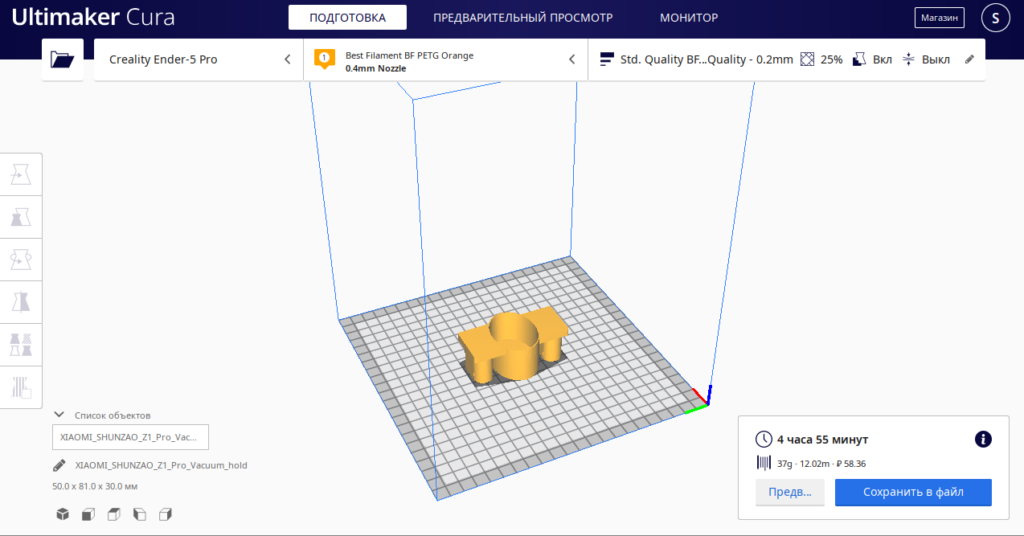 Ultimaker Cura
ПОДГОТОВКА
ПРЕДВАРИТЕЛЬНЫЙ ПРОСМОТР
МОНИТОР
Магазин
S
Creality Ender-5 Pro
1
Best Filament BF PETG Orange
0.4mm Nozzle
Std. Quality BF...Quality - 0.2mm
25%
Вкл
Выкл
Список объектов
XIAOMI_SHUNZAO_Z1_Pro_Vac...
XIAOMI_SHUNZAO_Z1_Pro_Vacuum_hold
50.0 x 81.0 x 30.0 мм
4 часа 55 минут
37g · 12.02m · ₽ 58.36
Предв...
Сохранить в файл